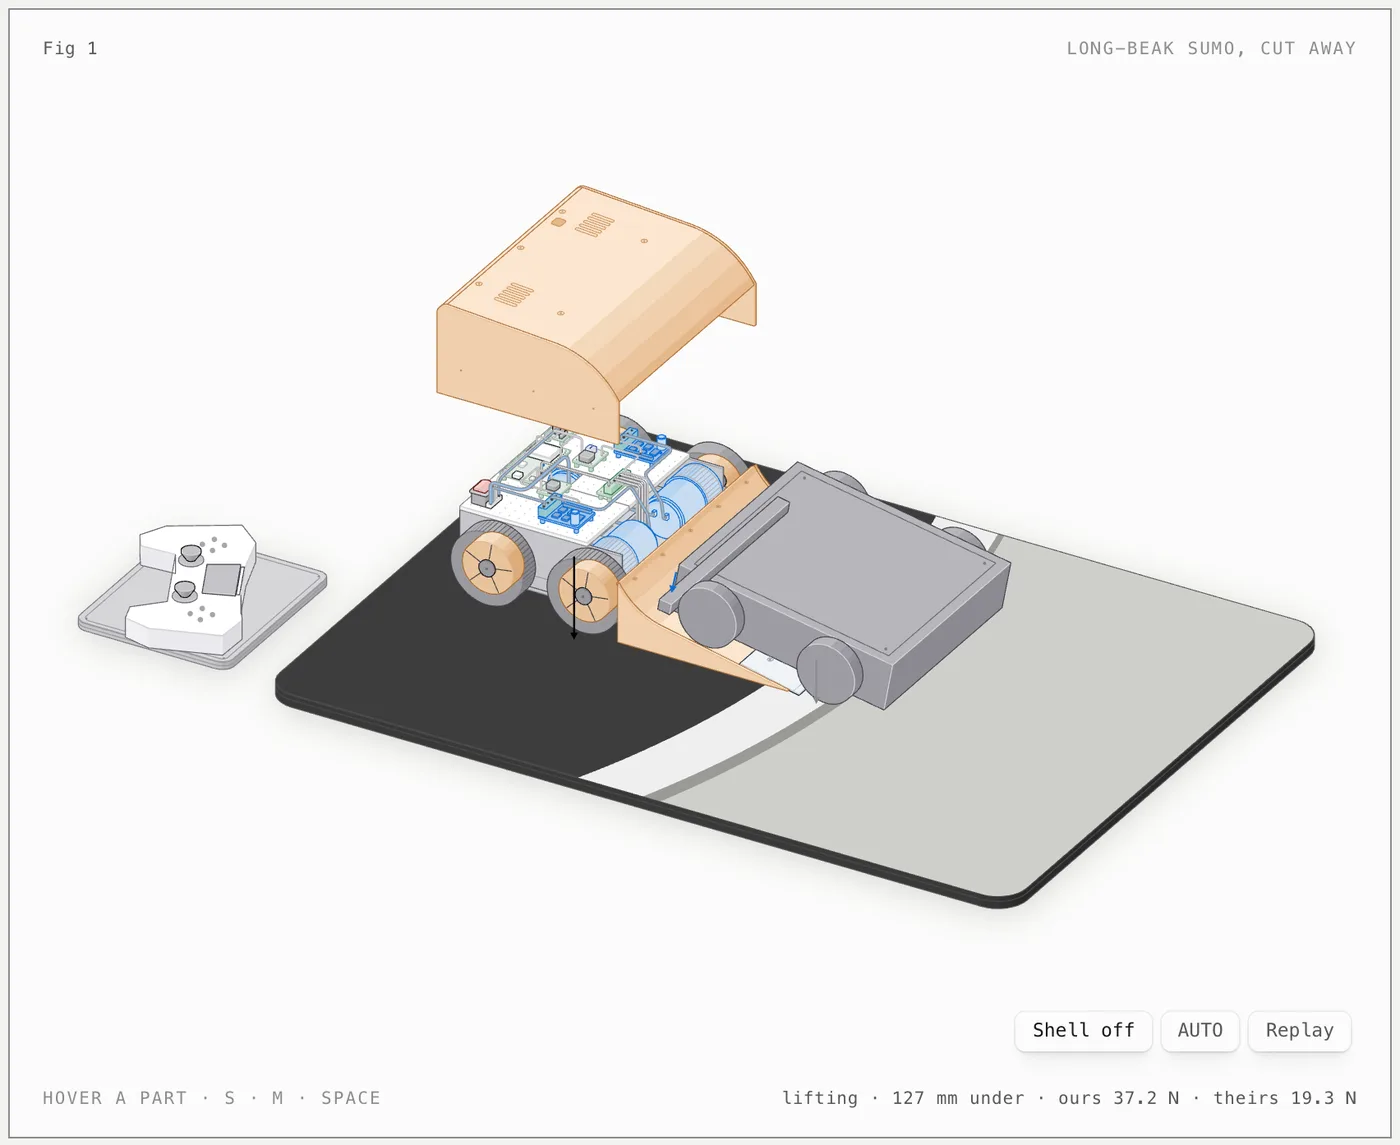 Fig 1
LONG—BEAK SUMO, CUT AWAY
Shell off
AUTO
Replay
HOVER A PART · S · M · SPACE
lifting · 127 mm under · ours 37.2 N · theirs 19.3 N